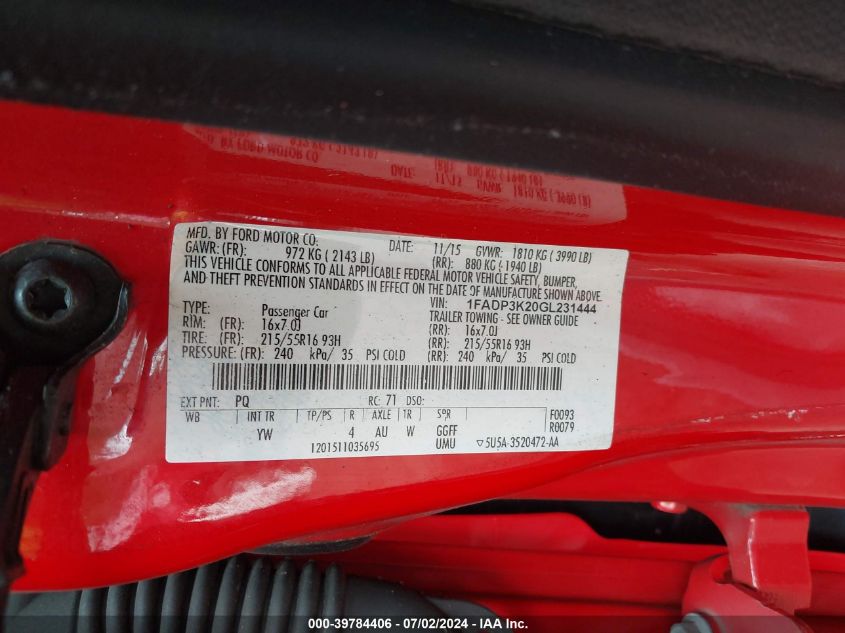 MFD. BY FORD MOTOR CO.
DATE: 11/15 GVWR: 1810 KG ( 3990 LB)
GAWR: (FR): 972 KG ( 2143 LB) (RR): 880 KG ( 1940 LB)
THIS VEHICLE CONFORMS TO ALL APPLICABLE FEDERAL MOTOR VEHICLE SAFETY, BUMPER,
AND THEFT PREVENTION STANDARDS IN EFFECT ON THE DATE OF MANUFACTURE SHOWN ABOVE.
VIN: 1FADP3K20GL231444
TYPE: Passenger Car TRAILER TOWING - SEE OWNER GUIDE
RIM: (FR): 16x7.0J (RR): 16x7.0J
TIRE: (FR): 215/55R16 93H (RR): 215/55R16 93H
PRESSURE: (FR): 240 kPa/ 35 PSI COLD (RR): 240 kPa/ 35 PSI COLD
EXT PNT: PQ RC: 71 DSO:
WB INT TR TP/PS R AXLE TR SPR F0093
YW 4 AU W GGFF R0079
1201511035695 UMU ▽5U5A-3520472-AA
000-39784406 - 07/02/2024 - IAA Inc.